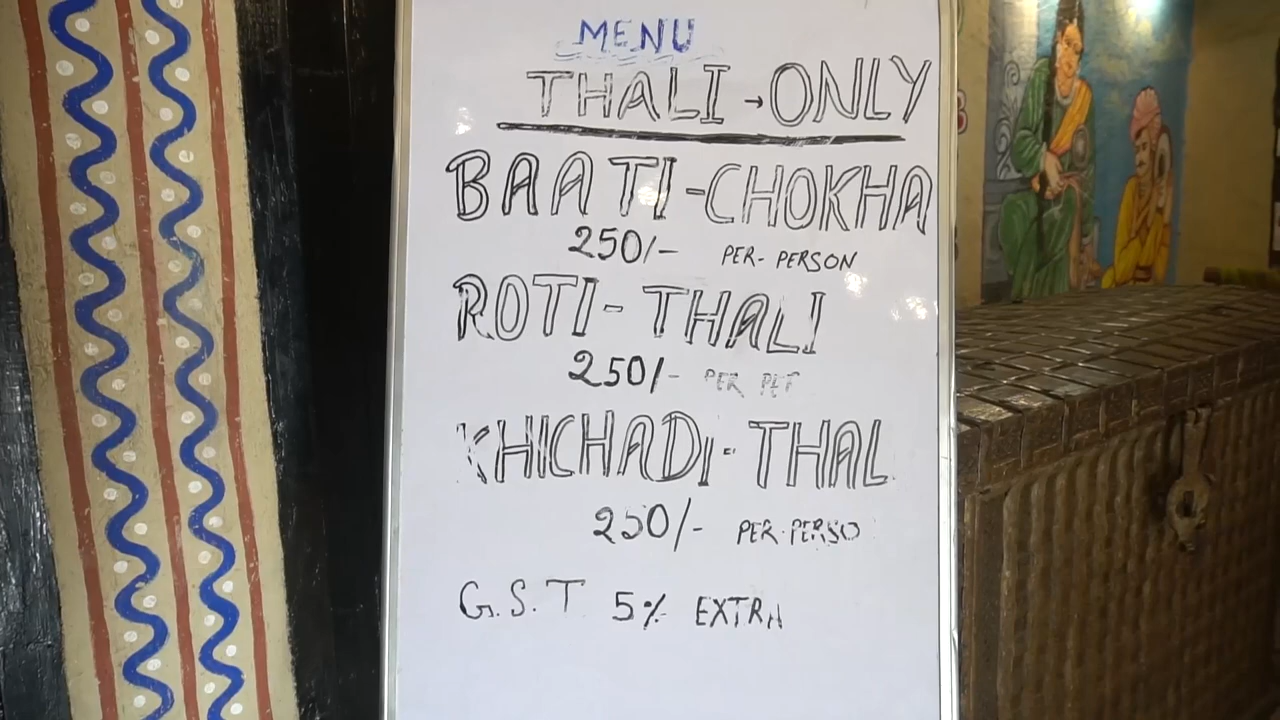 MENU
THALI → ONLY
BAATI-CHOKHA
250/- PER-PERSON
ROTI-THALI
250/- PER
KHICHADI-THAL
250/- PER-PERSO
G.S.T 5% EXTRA